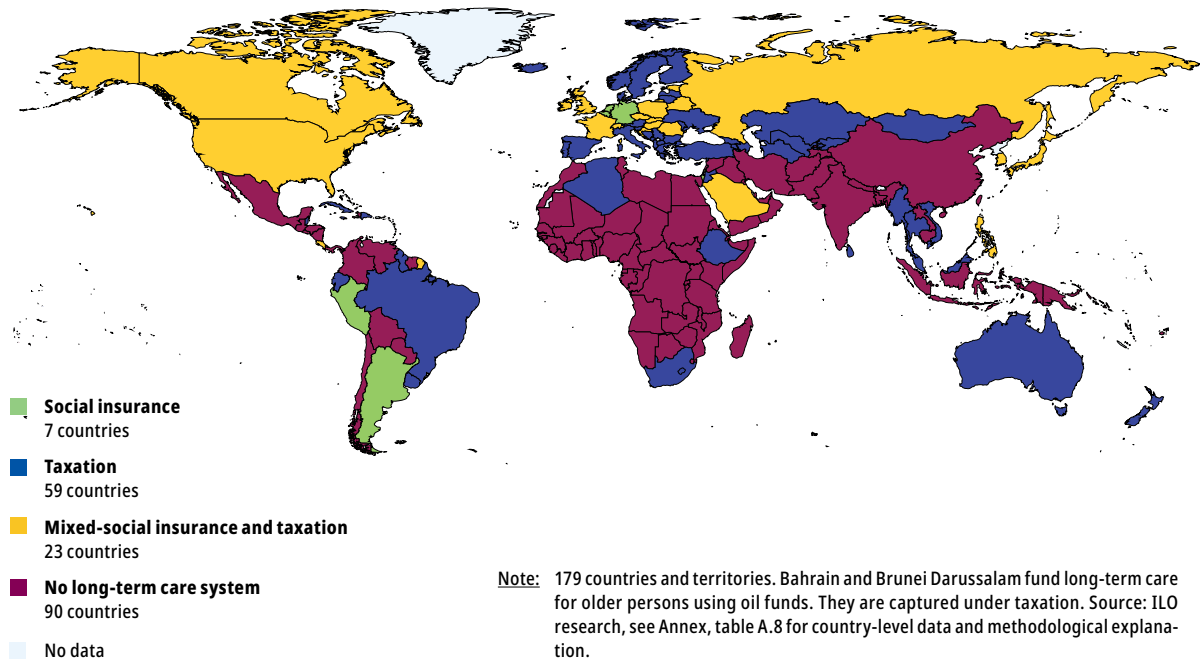 Social insurance
7 countries
Taxation
59 countries
Mixed-social insurance and taxation
23 countries
No long-term care system
90 countries
No data
Note: 179 countries and territories. Bahrain and Brunei Darussalam fund long-term care
for older persons using oil funds. They are captured under taxation. Source: ILO
research, see Annex, table A.8 for country-level data and methodological explana-
tion.